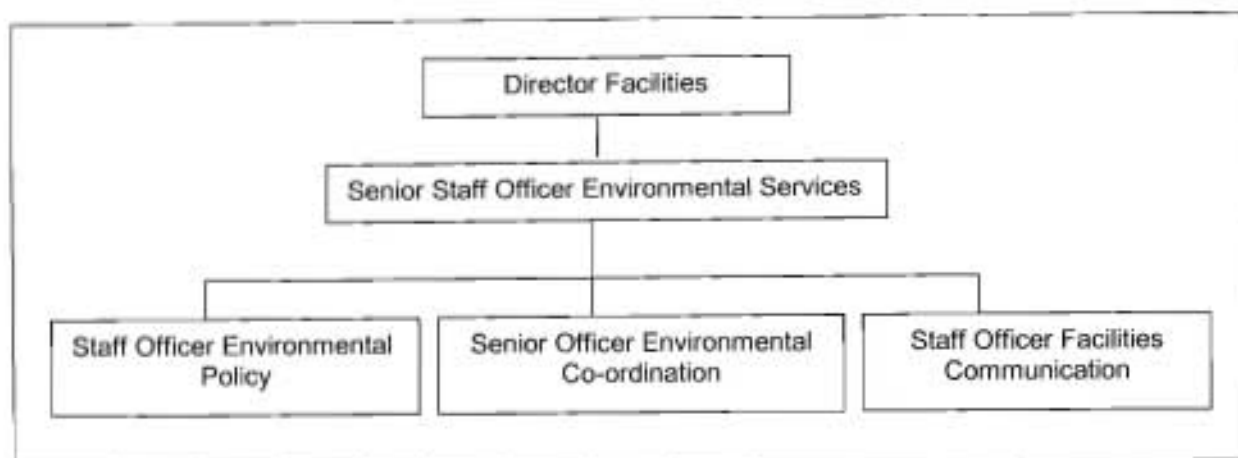 Director Facilities
Senior Staff Officer Environmental Services
Staff Officer Environmental
Policy
Senior Officer Environmental
Co-ordination
Staff Officer Facilities
Communication